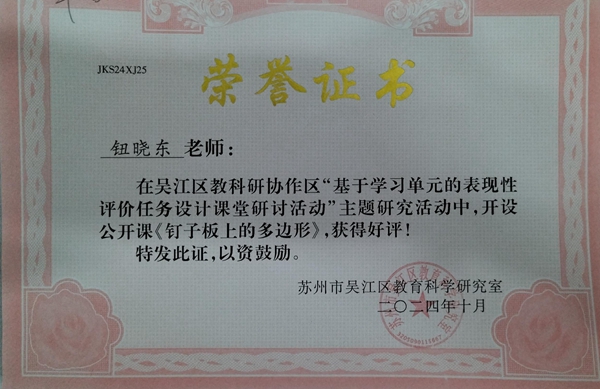 JKS24XJ25
荣誉证书
钮晓东 老师：
在吴江区教科研协作区“基于学习单元的表现性
评价任务设计课堂研讨活动”主题研究活动中，开设
公开课《钉子板上的多边形》，获得好评！
特发此证，以资鼓励。
苏州市吴江区教育科学研究室
二〇二四年十月